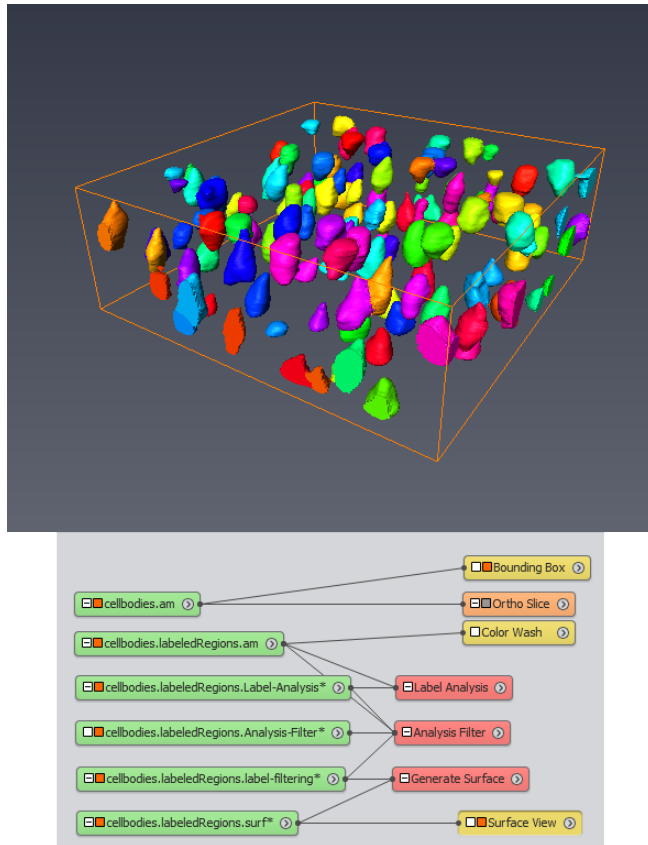 Bounding Box
cellbodies.am
Ortho Slice
Color Wash
cellbodies.labeledRegions.am
cellbodies.labeledRegions.Label-Analysis*
Label Analysis
cellbodies.labeledRegions.Analysis-Filter*
Analysis Filter
cellbodies.labeledRegions.label-filtering*
Generate Surface
cellbodies.labeledRegions.surf*
Surface View